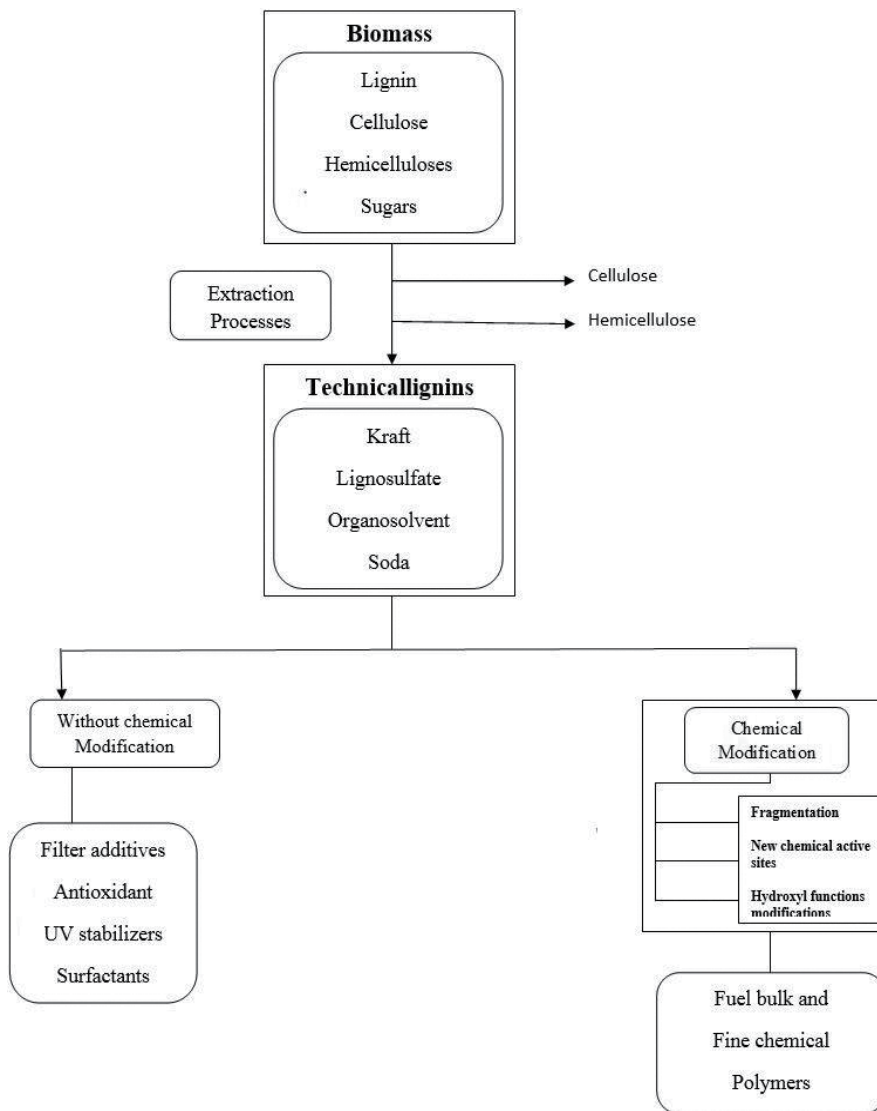 Biomass
Lignin
Cellulose
Hemicelluloses
Sugars
Extraction
Processes
Cellulose
Hemicellulose
Technicallignins
Kraft
Lignosulfate
Organosolvent
Soda
Without chemical
Modification
Filter additives
Antioxidant
UV stabilizers
Surfactants
Chemical
Modification
Fragmentation
New chemical active
sites
Hydroxyl functions
modifications
Fuel bulk and
Fine chemical
Polymers